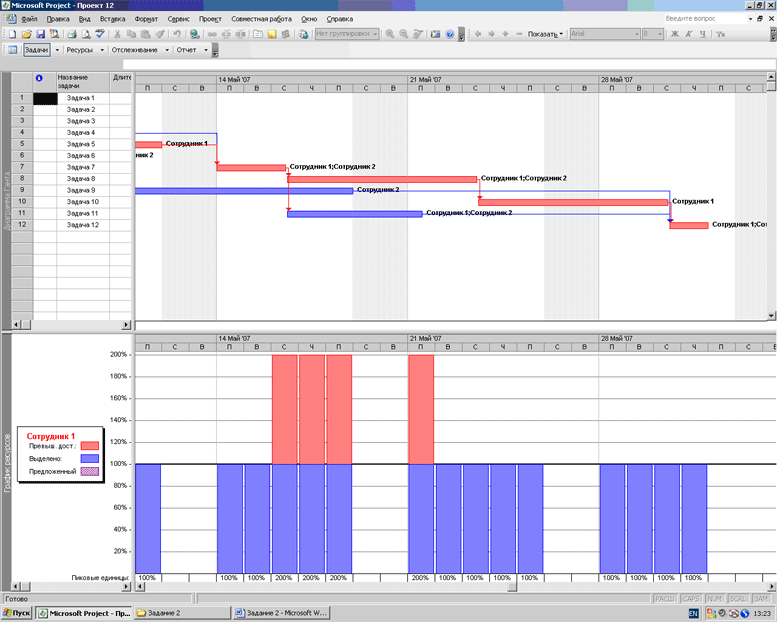 Microsoft Project - Проект 12
Файл Правка Вид Вставка Формат Сервис Проект Совместная работа Окно Справка
Введите вопрос
Нет группировки
Показать
Arial
8
Ж К Ч
Задачи Ресурсы Отслеживание Отчет
Название задачи
Длите
14 Май '07 21 Май '07 28 Май '07
П С В П В С Ч П С В П В С Ч П С В П В С Ч П С
1 Задача 1
2 Задача 2
3 Задача 3
4 Задача 4
5 Задача 5 Сотрудник 1
6 Задача 6 ник 2
7 Задача 7 Сотрудник 1;Сотрудник 2
8 Задача 8 Сотрудник 1;Сотрудник 2
9 Задача 9 Сотрудник 2
10 Задача 10 Сотрудник 1
11 Задача 11 Сотрудник 1;Сотрудник 2
12 Задача 12 Сотрудник 1;Сот
Диаграмма Ганта
14 Май '07 21 Май '07 28 Май '07
П С В П В С Ч П С В П В С Ч П С В П В С Ч П С В
200%
180%
160%
140%
120%
100%
80%
60%
40%
20%
Сотрудник 1
Превыш. дост.:
Выделено:
Предложенный
График ресурсов
Пиковые единицы: 100% 100% 100% 200% 200% 200% 200% 100% 100% 100% 100% 100% 100% 100% 100%
Готово
РАСШ CAPS NUM SCRL ЗАМ
Пуск Microsoft Project - Пр... Задание 2 Задание 2 - Microsoft W...
EN
13:23